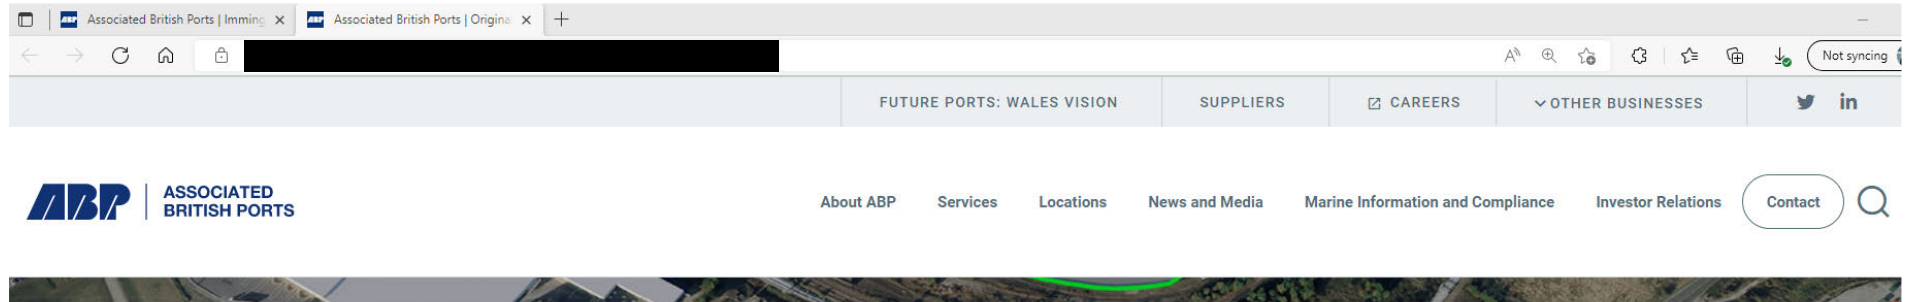 Associated British Ports | Imming
Associated British Ports | Origina
Not syncing
FUTURE PORTS: WALES VISION
SUPPLIERS
CAREERS
OTHER BUSINESSES
in
ABP
ASSOCIATED
BRITISH PORTS
About ABP
Services
Locations
News and Media
Marine Information and Compliance
Investor Relations
Contact